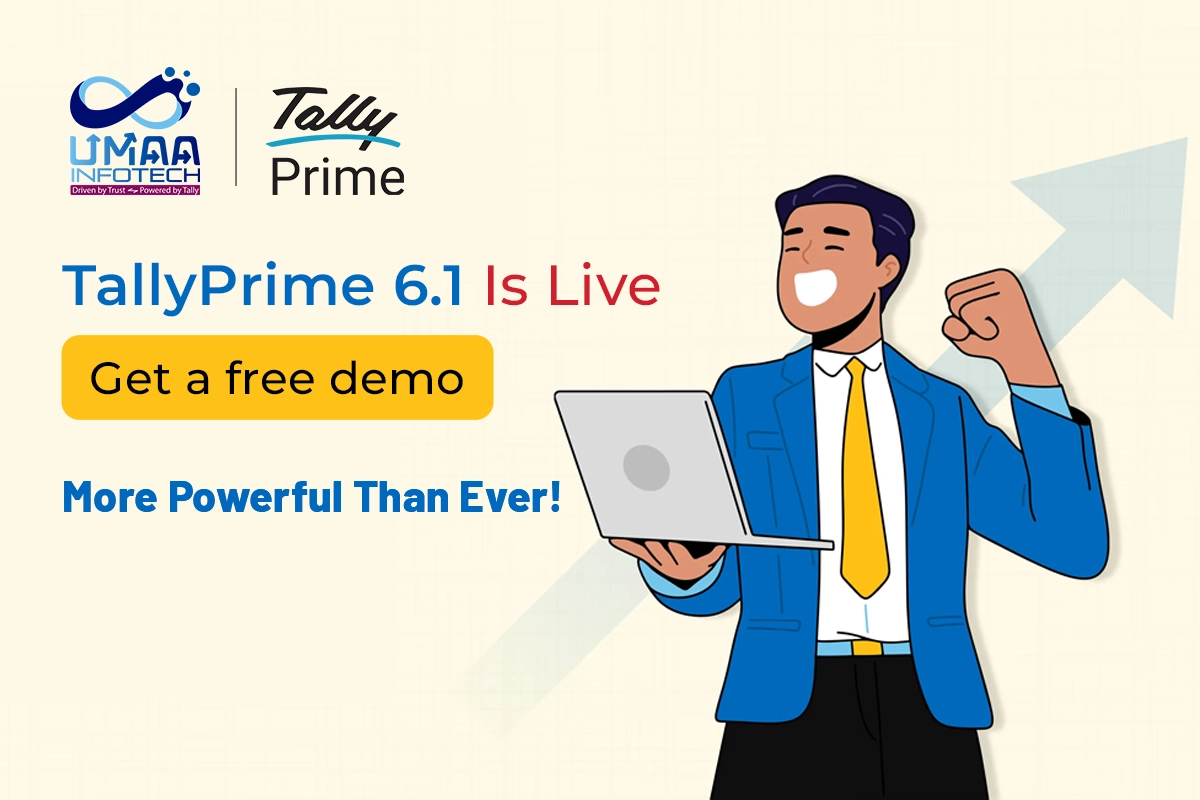 UMAA
INFOTECH
Driven by Trust ~ Powered by Tally
Tally
Prime
TallyPrime 6.1 Is Live
Get a free demo
More Powerful Than Ever!